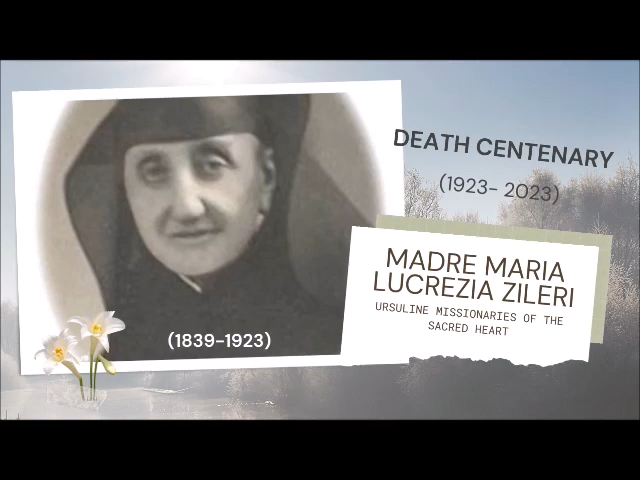 DEATH CENTENARY
(1923- 2023)
MADRE MARIA
LUCREZIA ZILERI
URSULINE MISSIONARIES OF THE
SACRED HEART
(1839-1923)